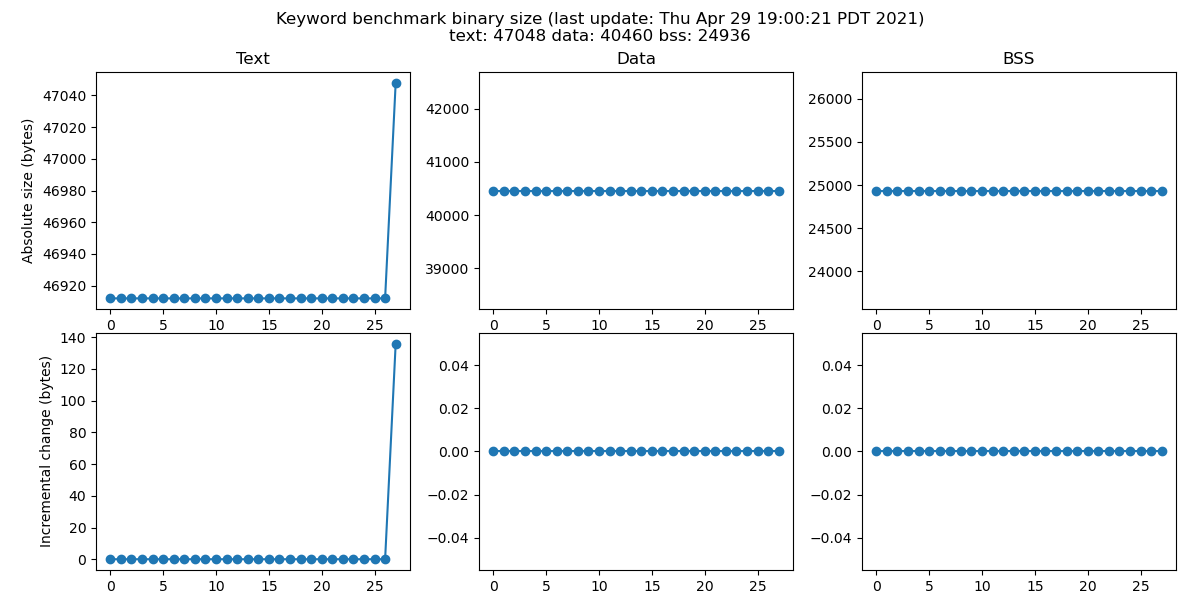 Keyword benchmark binary size (last update: Thu Apr 29 19:00:21 PDT 2021)
text: 47048 data: 40460 bss: 24936
Text
Absolute size (bytes)
47040
47020
47000
46980
46960
46940
46920
0 5 10 15 20 25
Data
42000
41000
40000
39000
0 5 10 15 20 25
BSS
26000
25500
25000
24500
24000
0 5 10 15 20 25
Incremental change (bytes)
140
120
100
80
60
40
20
0
0 5 10 15 20 25
0.04
0.02
0.00
−0.02
−0.04
0 5 10 15 20 25
0.04
0.02
0.00
−0.02
−0.04
0 5 10 15 20 25